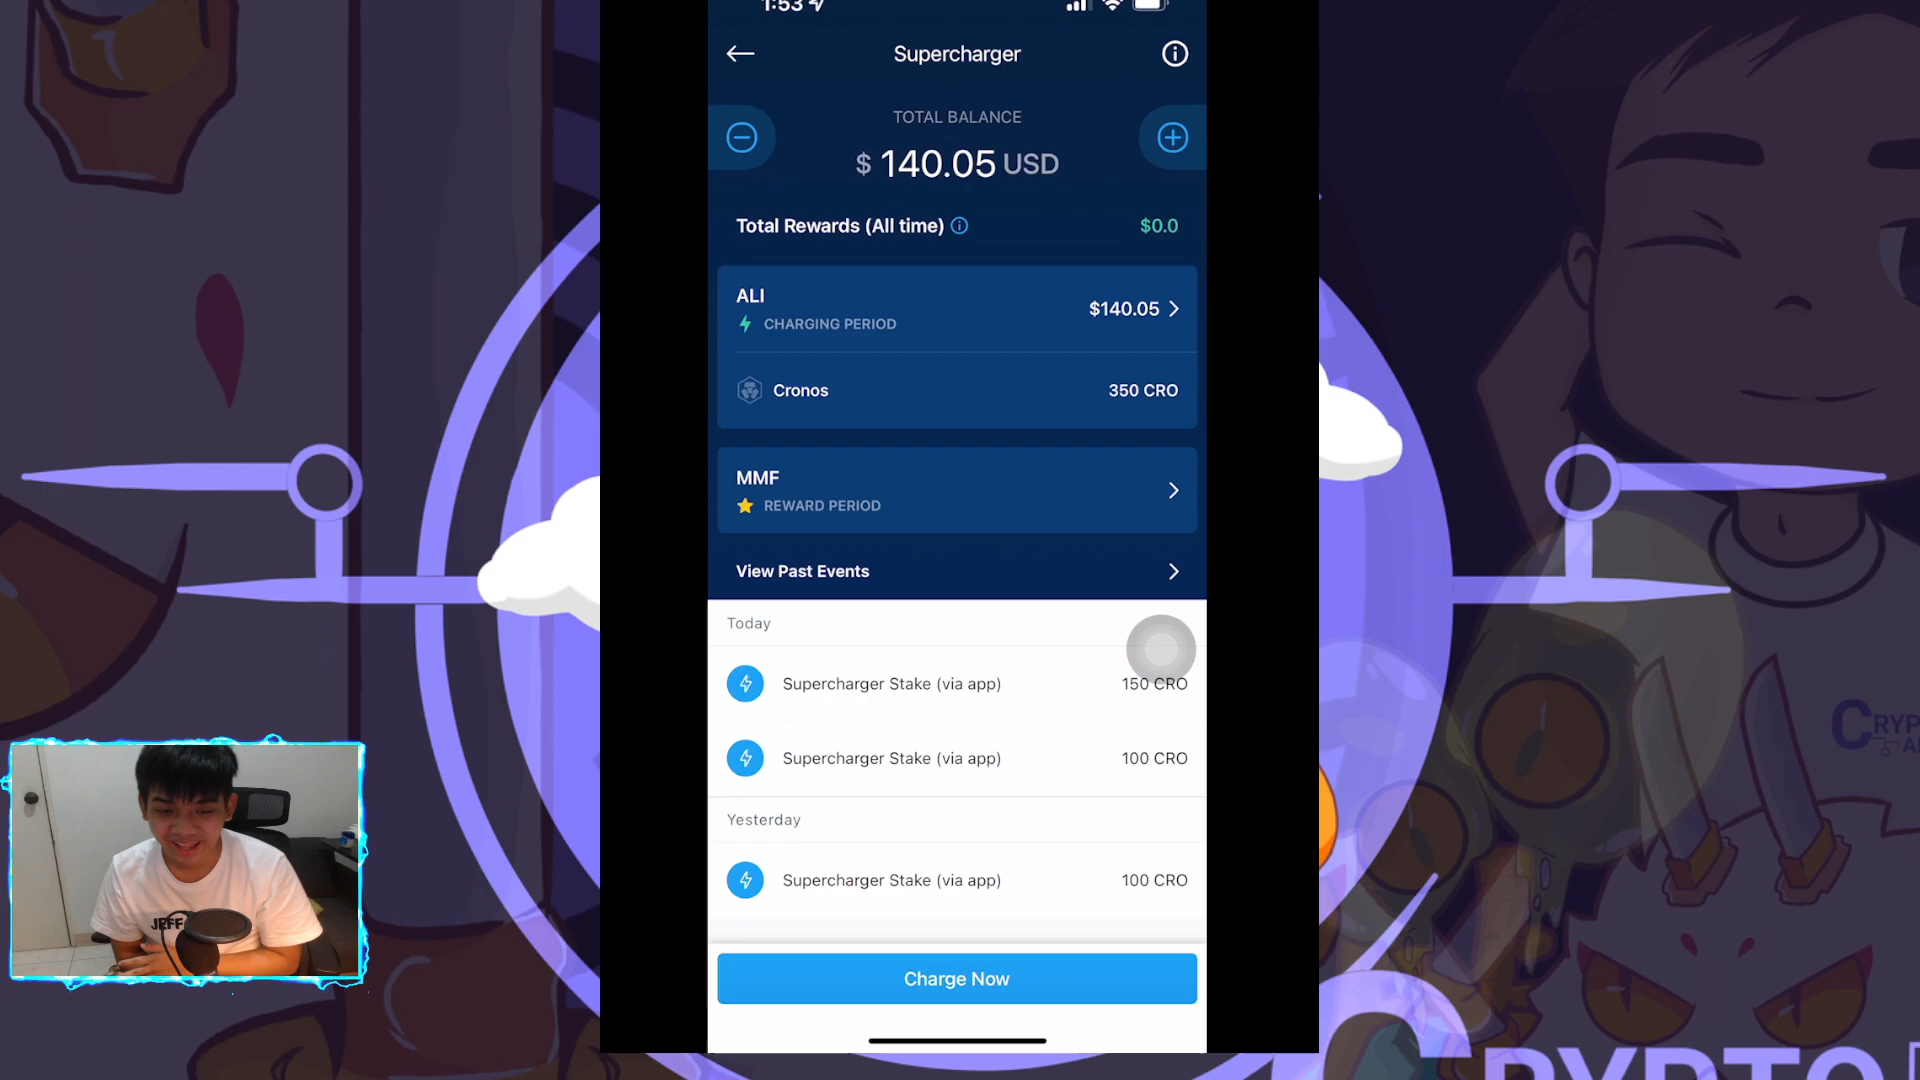 1:53
Supercharger
TOTAL BALANCE
$ 140.05 USD
Total Rewards (All time) $0.0
ALI
CHARGING PERIOD
$140.05
Cronos 350 CRO
MMF
REWARD PERIOD
View Past Events
Today
Supercharger Stake (via app) 150 CRO
Supercharger Stake (via app) 100 CRO
Yesterday
Supercharger Stake (via app) 100 CRO
Charge Now
JEFF